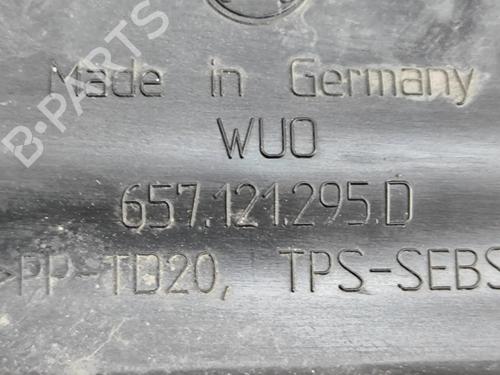 Made in Germany
WUO
657.121.295.D
>PP-TD20, TPS-SEBS
B-PARTS